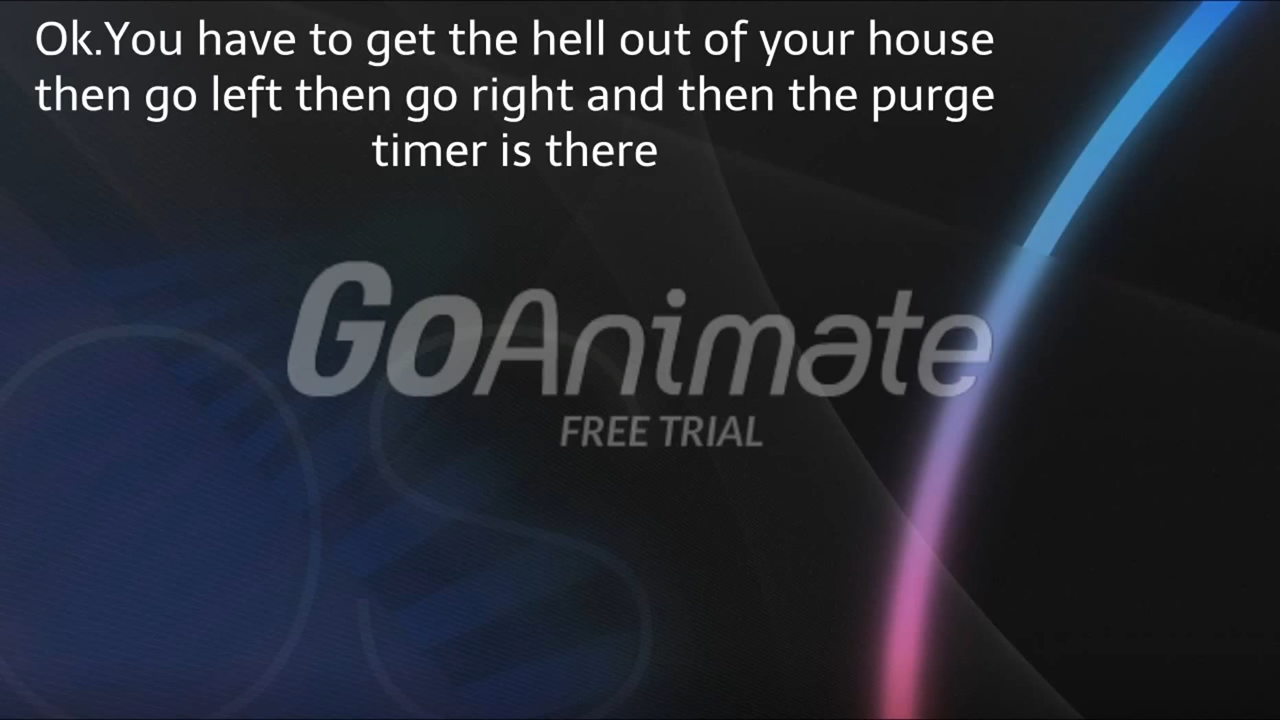 Ok.You have to get the hell out of your house
then go left then go right and then the purge
timer is there
GoAnimate
FREE TRIAL